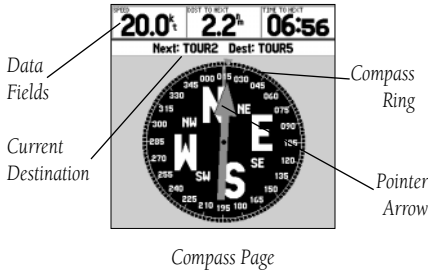 SPEED DIST TO NEXT TIME TO NEXT
20.0kt 2.2nm 06:56
Next: TOUR2 Dest: TOUR5
Data
Fields
Compass
Ring
Current
Destination
Pointer
Arrow
000 015 030 045 060 075 090 105 120 135 150 165 195 210 225 240 255 270 285 300 315 330 345
N NE E SE S SW W NW
Compass Page